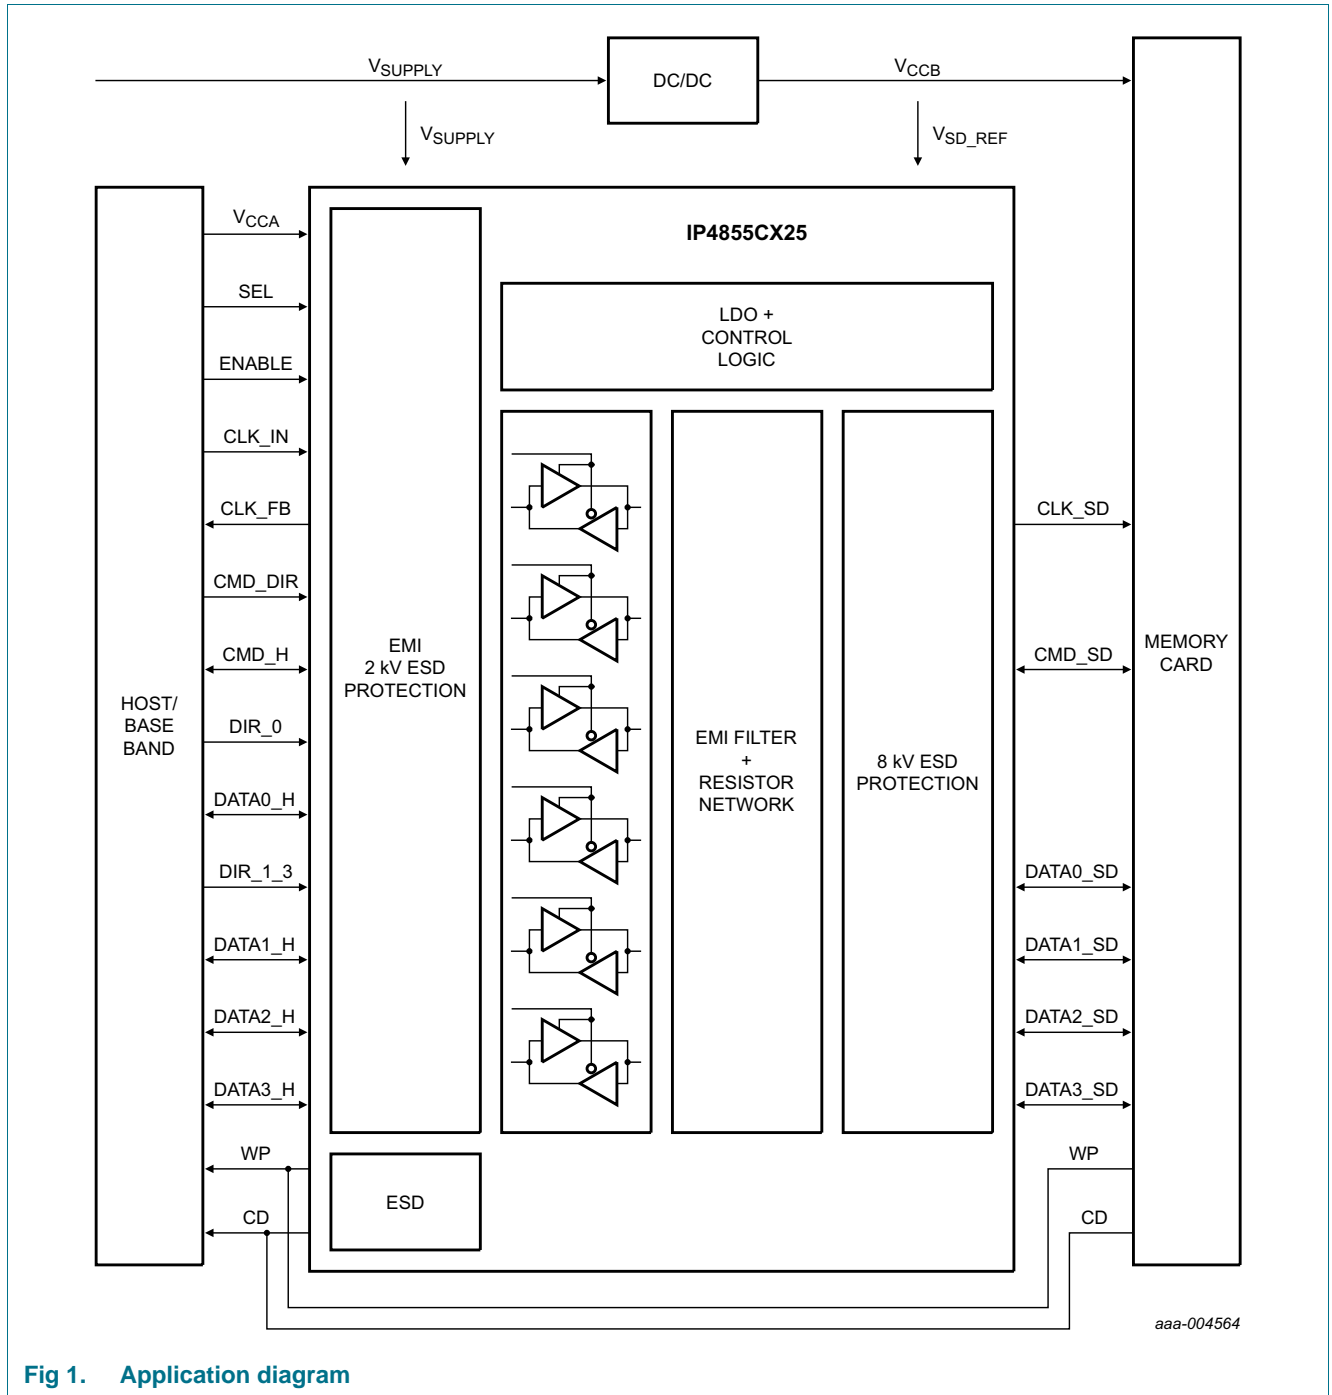 VSUPPLY
DC/DC
VCCB
VSUPPLY
VSD_REF
VCCA
SEL
ENABLE
CLK_IN
CLK_FB
CMD_DIR
CMD_H
DIR_0
DATA0_H
DIR_1_3
DATA1_H
DATA2_H
DATA3_H
WP
CD
HOST/
BASE
BAND
EMI
2 kV ESD
PROTECTION
ESD
IP4855CX25
LDO +
CONTROL
LOGIC
EMI FILTER
+
RESISTOR
NETWORK
8 kV ESD
PROTECTION
CLK_SD
CMD_SD
DATA0_SD
DATA1_SD
DATA2_SD
DATA3_SD
WP
CD
MEMORY
CARD
aaa-004564
Fig 1. Application diagram